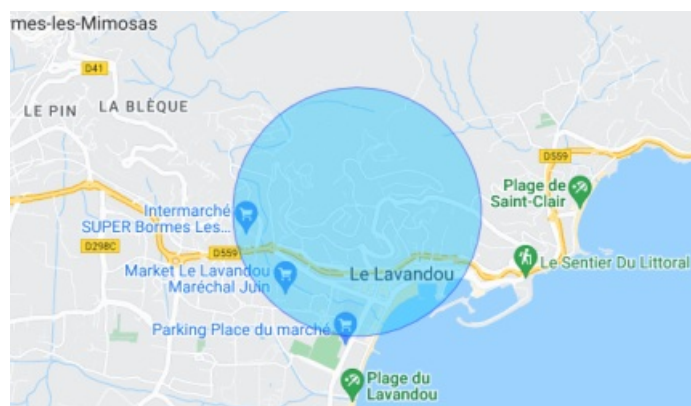 rmes-les-Mimosas
D41
LE PIN
LA BLÈQUE
D559
Plage de
Saint-Clair
Intermarché
SUPER Bormes Les...
D298C
D559
Le Sentier Du Littoral
Market Le Lavandou
Maréchal Juin
Le Lavandou
Parking Place du marché
Plage du
Lavandou